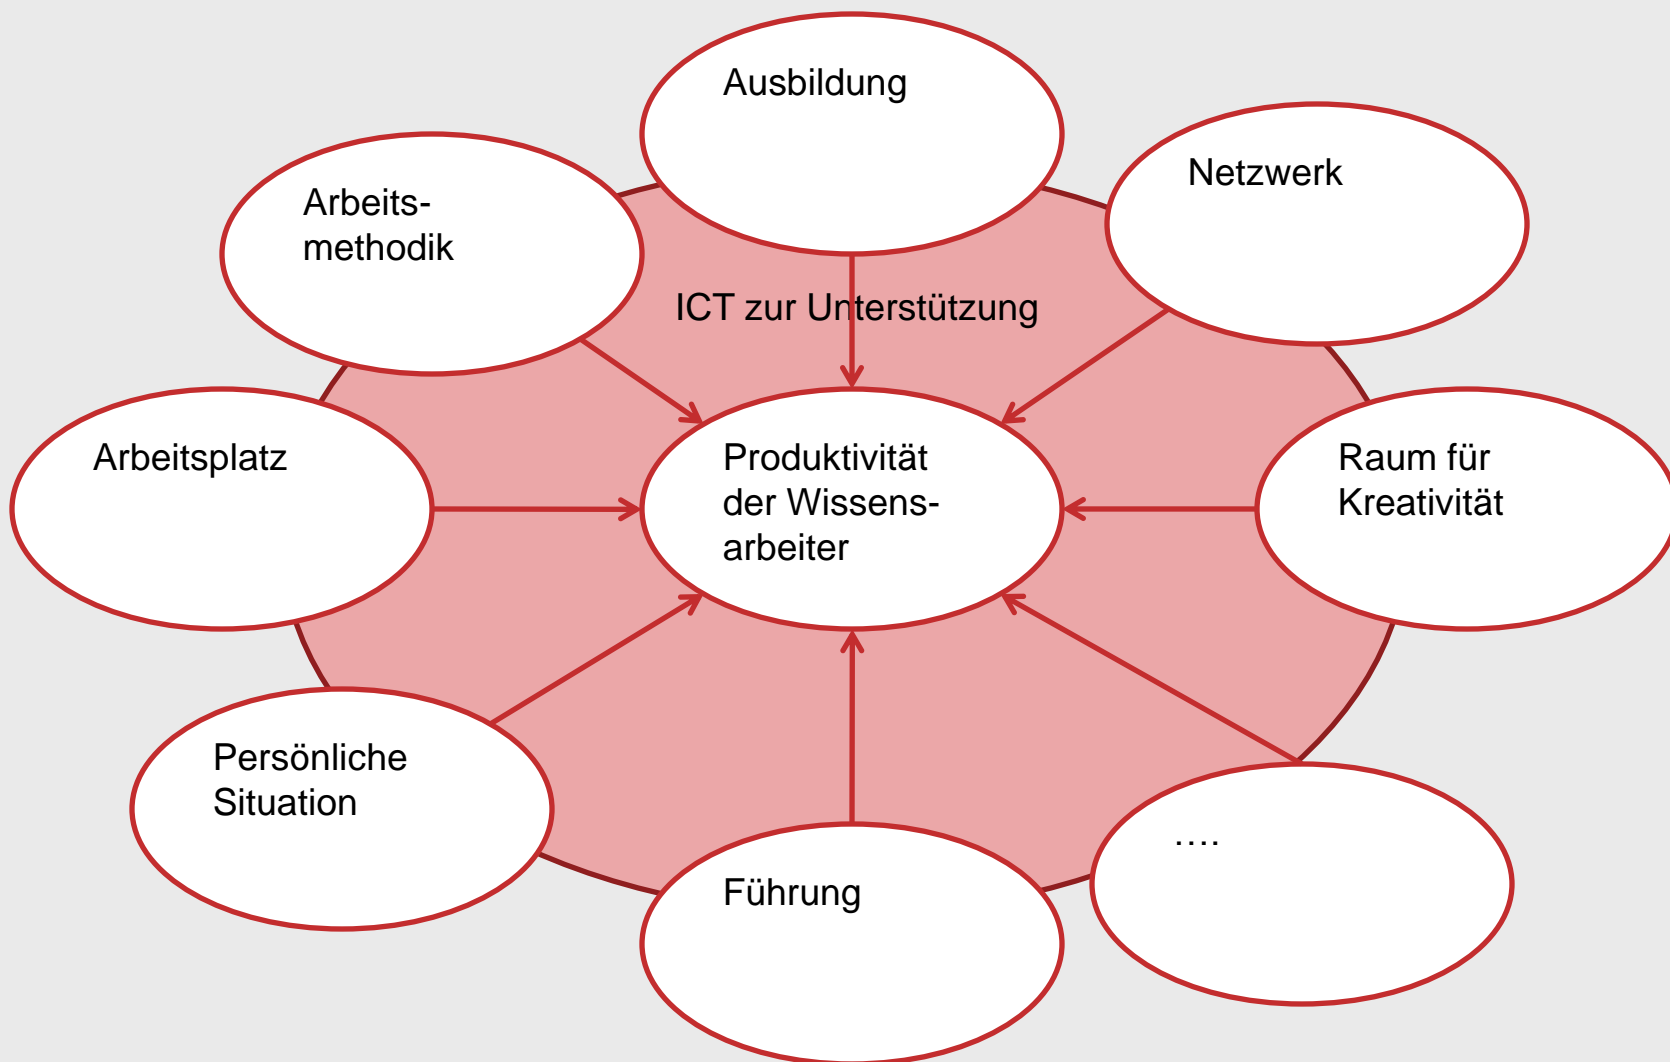 Ausbildung
Netzwerk
Arbeits-
methodik
ICT zur Unterstützung
Arbeitsplatz
Produktivität
der Wissens-
arbeiter
Raum für
Kreativität
Persönliche
Situation
Führung
....